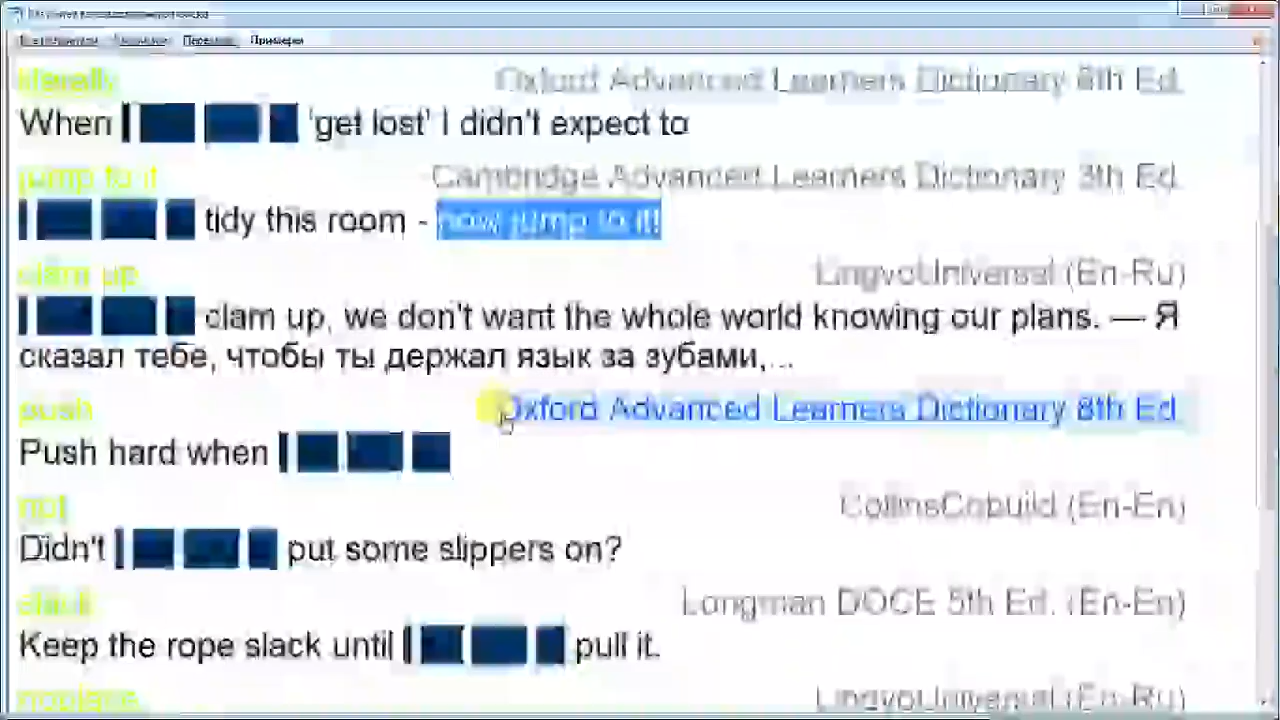 Примеры
literally Oxford Advanced Learners Dictionary 8th Ed.
When 'get lost' I didn't expect to
jump to it Cambridge Advanced Learners Dictionary 3th Ed.
tidy this room - now jump to it!
clam up LingvoUniversal (En-Ru)
clam up, we don't want the whole world knowing our plans. — Я
сказал тебе, чтобы ты держал язык за зубами,...
push Oxford Advanced Learners Dictionary 8th Ed.
Push hard when
not CollinsCobuild (En-En)
Didn't put some slippers on?
slack Longman DOCE 5th Ed. (En-En)
Keep the rope slack until pull it.
LingvoUniversal (En-Ru)